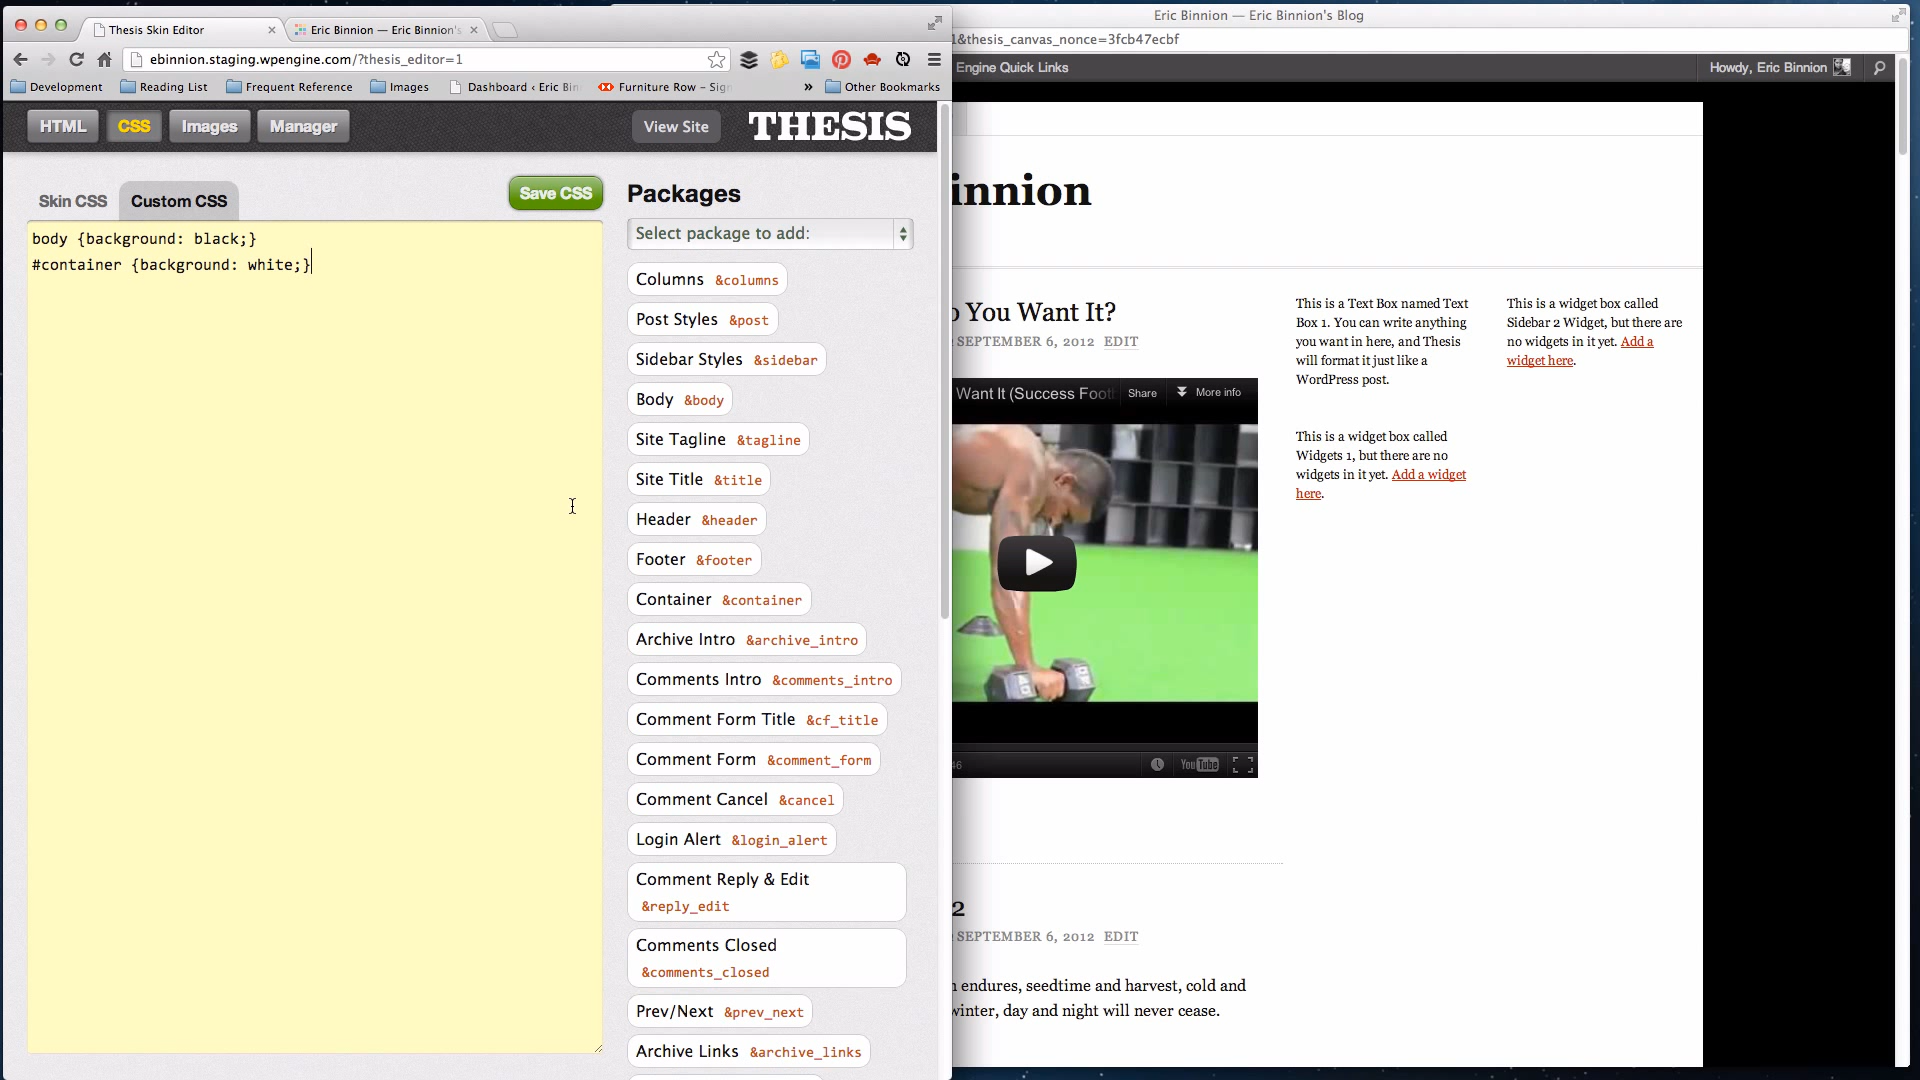 Thesis Skin Editor
Eric Binnion — Eric Binnion's
ebinnion.staging.wpengine.com/?thesis_editor=1
Development
Reading List
Frequent Reference
Images
Dashboard ‹ Eric Bin
Furniture Row – Sig
»
Other Bookmarks
HTML
CSS
Images
Manager
View Site
THESIS
Skin CSS
Custom CSS
Save CSS
body {background: black;}
#container {background: white;}
Packages
Select package to add:
Columns &columns
Post Styles &post
Sidebar Styles &sidebar
Body &body
Site Tagline &tagline
Site Title &title
Header &header
Footer &footer
Container &container
Archive Intro &archive_intro
Comments Intro &comments_intro
Comment Form Title &cf_title
Comment Form &comment_form
Comment Cancel &cancel
Login Alert &login_alert
Comment Reply & Edit
&reply_edit
Comments Closed
&comments_closed
Prev/Next &prev_next
Archive Links &archive_links
Eric Binnion — Eric Binnion's Blog
1&thesis_canvas_nonce=3fcb47ecbf
Engine Quick Links
Howdy, Eric Binnion
innion
o You Want It?
SEPTEMBER 6, 2012 EDIT
Want It (Success Foot
Share
More info
46
YouTube
2
SEPTEMBER 6, 2012 EDIT
n endures, seedtime and harvest, cold and
winter, day and night will never cease.
This is a Text Box named Text
Box 1. You can write anything
you want in here, and Thesis
will format it just like a
WordPress post.
This is a widget box called
Widgets 1, but there are no
widgets in it yet. Add a widget
here.
This is a widget box called
Sidebar 2 Widget, but there are
no widgets in it yet. Add a
widget here.